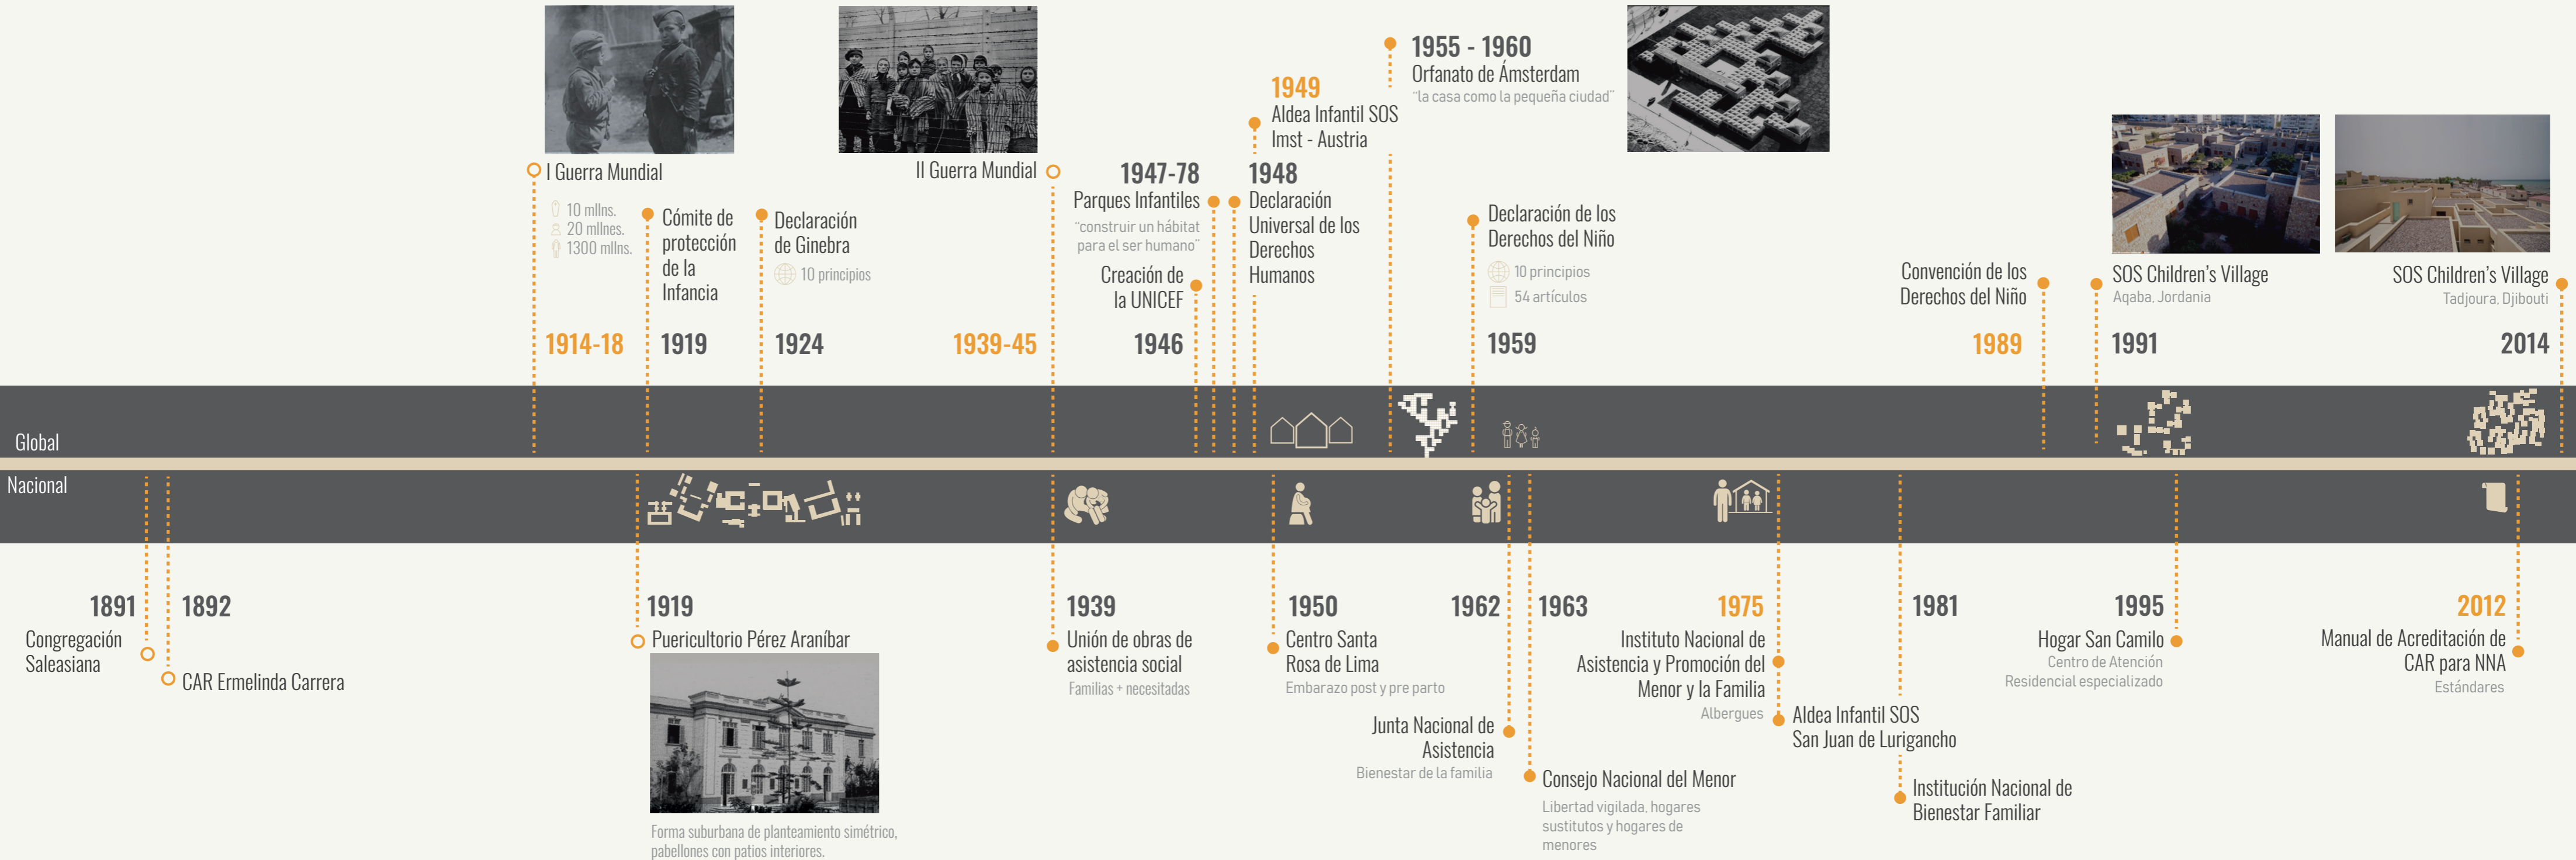 I Guerra Mundial
10 mllns.
20 mllnes.
1300 mllns.
1914-18
Cómite de
protección
de la
Infancia
1919
Declaración
de Ginebra
10 principios
1924
II Guerra Mundial
1939-45
1947-78
Parques Infantiles
¨construir un hábitat
para el ser humano¨
Creación de
la UNICEF
1946
1949
Aldea Infantil SOS
Imst - Austria
1948
Declaración
Universal de los
Derechos
Humanos
1955 - 1960
Orfanato de Ámsterdam
¨la casa como la pequeña ciudad¨
Declaración de los
Derechos del Niño
10 principios
54 artículos
1959
Convención de los
Derechos del Niño
1989
SOS Children's Village
Aqaba, Jordania
1991
SOS Children's Village
Tadjoura, Djibouti
2014
Global
Nacional
1891
Congregación
Saleasiana
1892
CAR Ermelinda Carrera
1919
Puericultorio Pérez Araníbar
Forma suburbana de planteamiento simétrico,
pabellones con patios interiores.
1939
Unión de obras de
asistencia social
Familias + necesitadas
1950
Centro Santa
Rosa de Lima
Embarazo post y pre parto
1962
Junta Nacional de
Asistencia
Bienestar de la familia
1963
Consejo Nacional del Menor
Libertad vigilada, hogares
sustitutos y hogares de
menores
1975
Instituto Nacional de
Asistencia y Promoción del
Menor y la Familia
Albergues
Aldea Infantil SOS
San Juan de Lurigancho
1981
Institución Nacional de
Bienestar Familiar
1995
Hogar San Camilo
Centro de Atención
Residencial especializado
2012
Manual de Acreditación de
CAR para NNA
Estándares